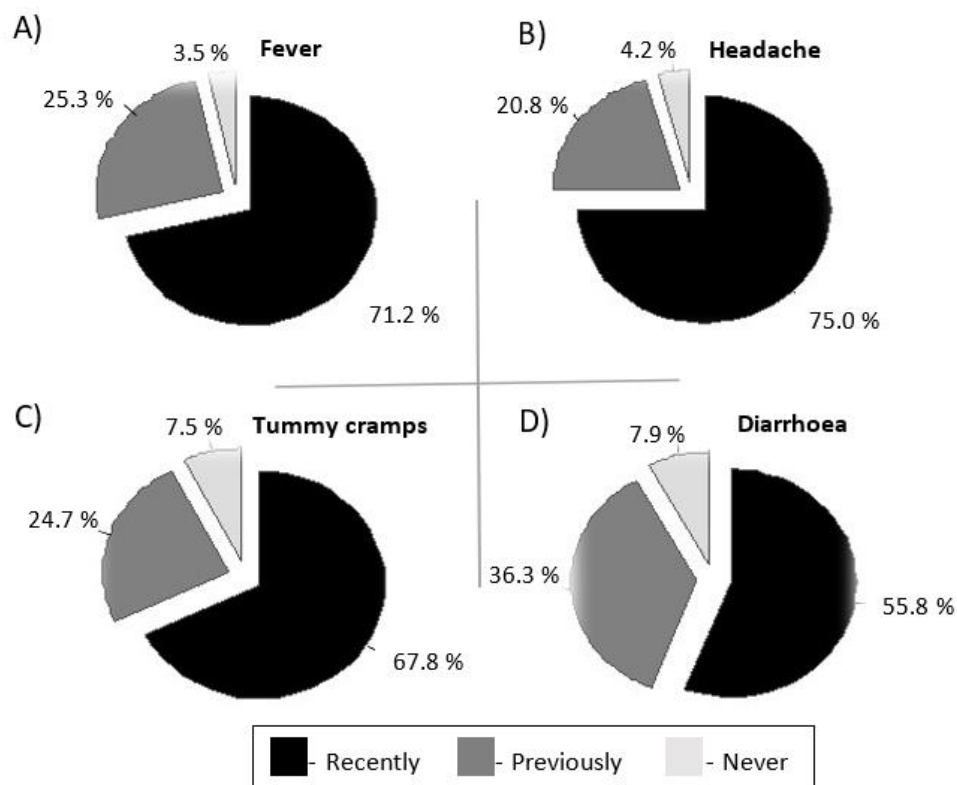 A)
Fever
3.5 %
25.3 %
71.2 %
B)
Headache
4.2 %
20.8 %
75.0 %
C)
Tummy cramps
7.5 %
24.7 %
67.8 %
D)
Diarrhoea
7.9 %
36.3 %
55.8 %
- Recently - Previously - Never